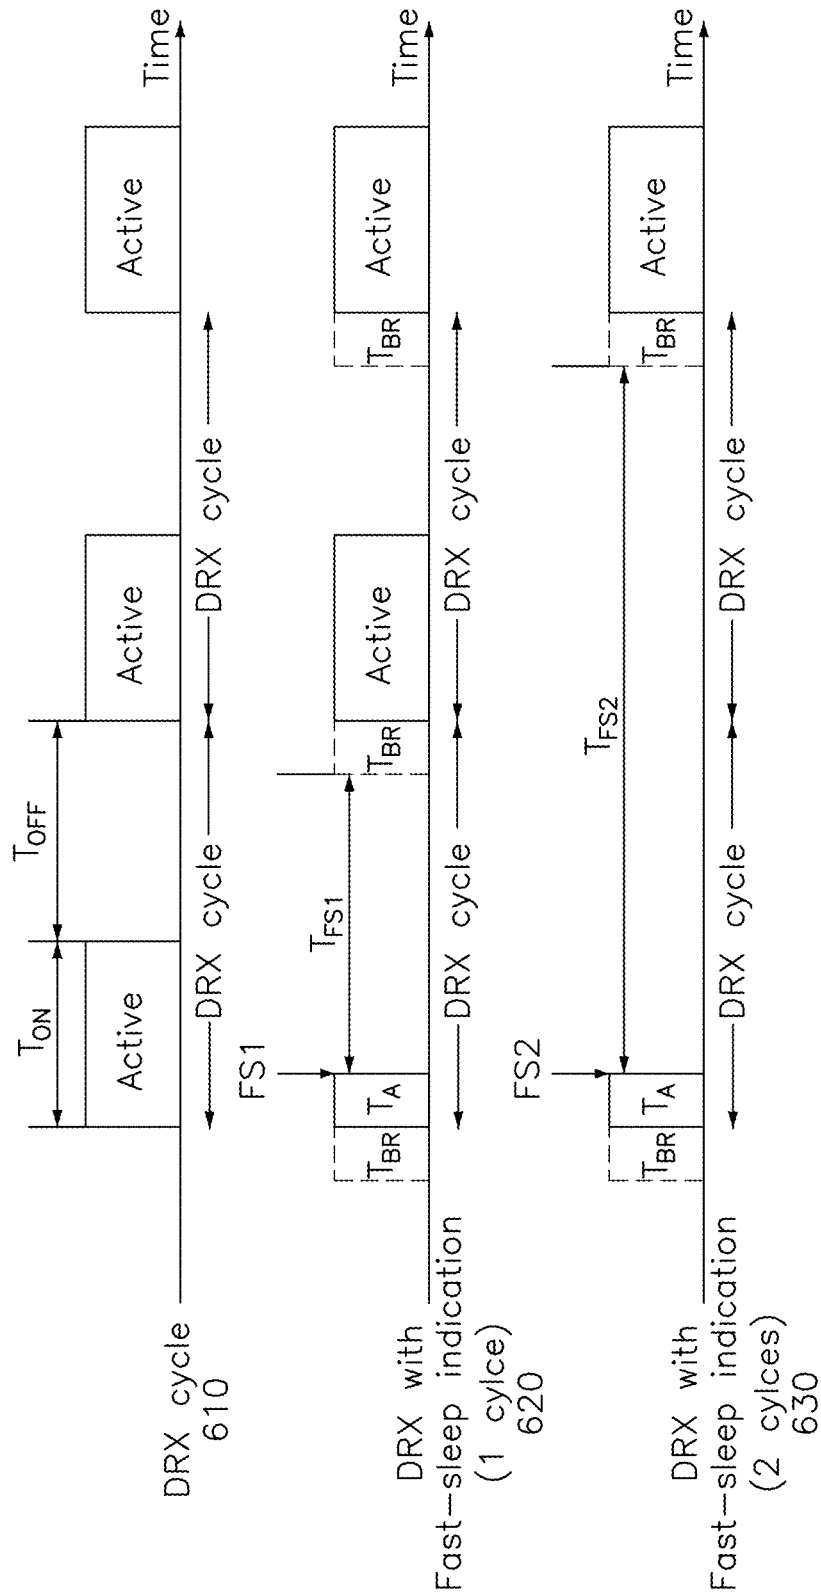 DRX cycle
610
T_ON
T_OFF
Active
Active
Active
DRX cycle
DRX cycle
Time
DRX with
Fast-sleep indication
(1 cylce)
620
FS1
T_BR
T_A
T_FS1
T_BR
Active
T_BR
Active
DRX cycle
DRX cycle
Time
DRX with
Fast-sleep indication
(2 cylces)
630
FS2
T_BR
T_A
T_FS2
T_BR
Active
DRX cycle
DRX cycle
Time